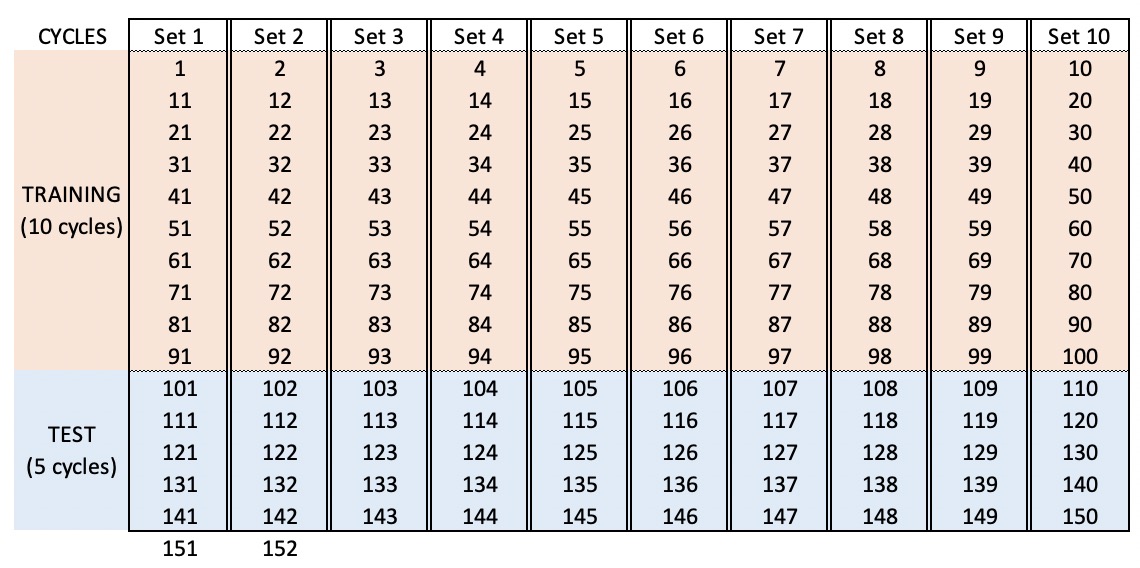 CYCLES Set 1 Set 2 Set 3 Set 4 Set 5 Set 6 Set 7 Set 8 Set 9 Set 10
1 2 3 4 5 6 7 8 9 10
11 12 13 14 15 16 17 18 19 20
21 22 23 24 25 26 27 28 29 30
31 32 33 34 35 36 37 38 39 40
TRAINING 41 42 43 44 45 46 47 48 49 50
(10 cycles) 51 52 53 54 55 56 57 58 59 60
61 62 63 64 65 66 67 68 69 70
71 72 73 74 75 76 77 78 79 80
81 82 83 84 85 86 87 88 89 90
91 92 93 94 95 96 97 98 99 100
101 102 103 104 105 106 107 108 109 110
111 112 113 114 115 116 117 118 119 120
TEST
121 122 123 124 125 126 127 128 129 130
(5 cycles)
131 132 133 134 135 136 137 138 139 140
141 142 143 144 145 146 147 148 149 150
151 152